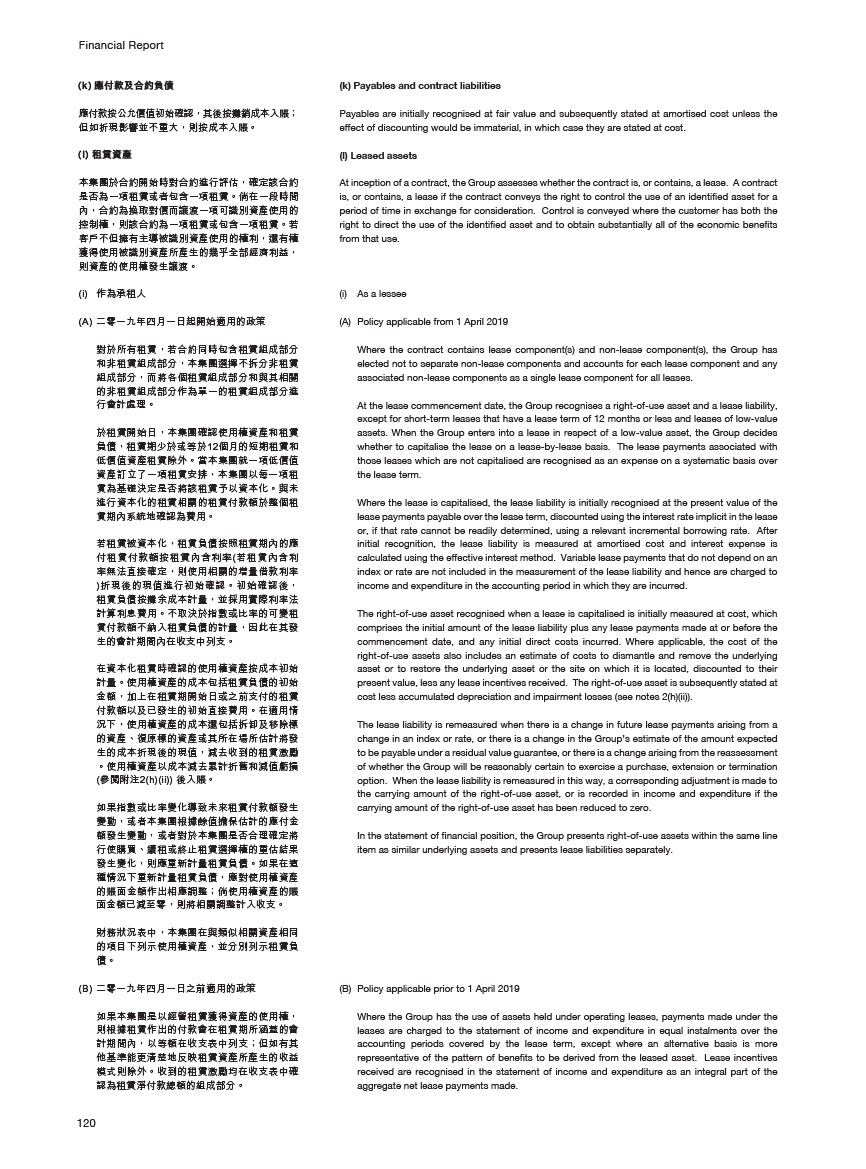 Financial Report
(k) 應付款及合約負債
應付款按公允價值初始確認，其後按攤銷成本入賬；
但如折現影響並不重大，則按成本入賬。
(l) 租賃資產
本集團於合約開始時對合約進行評估，確定該合約
是否為一項租賃或者包含一項租賃。倘在一段時間
內，合約為換取對價而讓渡一項可識別資產使用的
控制權，則該合約為一項租賃或包含一項租賃。若
客戶不但擁有主導被識別資產使用的權利，還有權
獲得使用被識別資產所產生的幾乎全部經濟利益，
則資產的使用權發生讓渡。
(i) 作為承租人
(A) 二零一九年四月一日起開始適用的政策
對於所有租賃，若合約同時包含租賃組成部分
和非租賃組成部分，本集團選擇不拆分非租賃
組成部分，而將各個租賃組成部分和與其相關
的非租賃組成部分作為單一的租賃組成部分進
行會計處理。
於租賃開始日，本集團確認使用權資產和租賃
負債，租賃期少於或等於12個月的短期租賃和
低價值資產租賃除外。當本集團就一項低價值
資產訂立了一項租賃安排，本集團以每一項租
賃為基礎決定是否將該租賃予以資本化。與未
進行資本化的租賃相關的租賃付款額於整個租
賃期內系統地確認為費用。
若租賃被資本化，租賃負債按照租賃期內的應
付租賃付款額按租賃內含利率(若租賃內含利
率無法直接確定，則使用相關的增量借款利率
)折現後的現值進行初始確認。初始確認後，
租賃負債按攤余成本計量，並採用實際利率法
計算利息費用。不取決於指數或比率的可變租
賃付款額不納入租賃負債的計量，因此在其發
生的會計期間內在收支中列支。
在資本化租賃時確認的使用權資產按成本初始
計量。使用權資產的成本包括租賃負債的初始
金額，加上在租賃期開始日或之前支付的租賃
付款額以及已發生的初始直接費用。在適用情
況下，使用權資產的成本還包括拆卸及移除標
的資產、復原標的資產或其所在場所估計將發
生的成本折現後的現值，減去收到的租賃激勵
。使用權資產以成本減去累計折舊和減值虧損
(參閱附注2(h)(ii)) 後入賬。
如果指數或比率變化導致未來租賃付款額發生
變動，或者本集團根據餘值擔保估計的應付金
額發生變動，或者對於本集團是否合理確定將
行使購買、續租或終止租賃選擇權的重估結果
發生變化，則應重新計量租賃負債。如果在這
種情況下重新計量租賃負債，應對使用權資產
的賬面金額作出相應調整；倘使用權資產的賬
面金額已減至零，則將相關調整計入收支。
財務狀況表中，本集團在與類似相關資產相同
的項目下列示使用權資產，並分別列示租賃負
債。
(B) 二零一九年四月一日之前適用的政策
如果本集團是以經營租賃獲得資產的使用權，
則根據租賃作出的付款會在租賃期所涵蓋的會
計期間內，以等額在收支表中列支；但如有其
他基準能更清楚地反映租賃資產所產生的收益
模式則除外。收到的租賃激勵均在收支表中確
認為租賃淨付款總額的組成部分。
(k) Payables and contract liabilities
Payables are initially recognised at fair value and subsequently stated at amortised cost unless the
effect of discounting would be immaterial, in which case they are stated at cost.
(l) Leased assets
At inception of a contract, the Group assesses whether the contract is, or contains, a lease. A contract
is, or contains, a lease if the contract conveys the right to control the use of an identified asset for a
period of time in exchange for consideration. Control is conveyed where the customer has both the
right to direct the use of the identified asset and to obtain substantially all of the economic benefits
from that use.
(i) As a lessee
(A) Policy applicable from 1 April 2019
Where the contract contains lease component(s) and non-lease component(s), the Group has
elected not to separate non-lease components and accounts for each lease component and any
associated non-lease components as a single lease component for all leases.
At the lease commencement date, the Group recognises a right-of-use asset and a lease liability,
except for short-term leases that have a lease term of 12 months or less and leases of low-value
assets. When the Group enters into a lease in respect of a low-value asset, the Group decides
whether to capitalise the lease on a lease-by-lease basis. The lease payments associated with
those leases which are not capitalised are recognised as an expense on a systematic basis over
the lease term.
Where the lease is capitalised, the lease liability is initially recognised at the present value of the
lease payments payable over the lease term, discounted using the interest rate implicit in the lease
or, if that rate cannot be readily determined, using a relevant incremental borrowing rate. After
initial recognition, the lease liability is measured at amortised cost and interest expense is
calculated using the effective interest method. Variable lease payments that do not depend on an
index or rate are not included in the measurement of the lease liability and hence are charged to
income and expenditure in the accounting period in which they are incurred.
The right-of-use asset recognised when a lease is capitalised is initially measured at cost, which
comprises the initial amount of the lease liability plus any lease payments made at or before the
commencement date, and any initial direct costs incurred. Where applicable, the cost of the
right-of-use assets also includes an estimate of costs to dismantle and remove the underlying
asset or to restore the underlying asset or the site on which it is located, discounted to their
present value, less any lease incentives received. The right-of-use asset is subsequently stated at
cost less accumulated depreciation and impairment losses (see notes 2(h)(ii)).
The lease liability is remeasured when there is a change in future lease payments arising from a
change in an index or rate, or there is a change in the Group's estimate of the amount expected
to be payable under a residual value guarantee, or there is a change arising from the reassessment
of whether the Group will be reasonably certain to exercise a purchase, extension or termination
option. When the lease liability is remeasured in this way, a corresponding adjustment is made to
the carrying amount of the right-of-use asset, or is recorded in income and expenditure if the
carrying amount of the right-of-use asset has been reduced to zero.
In the statement of financial position, the Group presents right-of-use assets within the same line
item as similar underlying assets and presents lease liabilities separately.
(B) Policy applicable prior to 1 April 2019
Where the Group has the use of assets held under operating leases, payments made under the
leases are charged to the statement of income and expenditure in equal instalments over the
accounting periods covered by the lease term, except where an alternative basis is more
representative of the pattern of benefits to be derived from the leased asset. Lease incentives
received are recognised in the statement of income and expenditure as an integral part of the
aggregate net lease payments made.
120